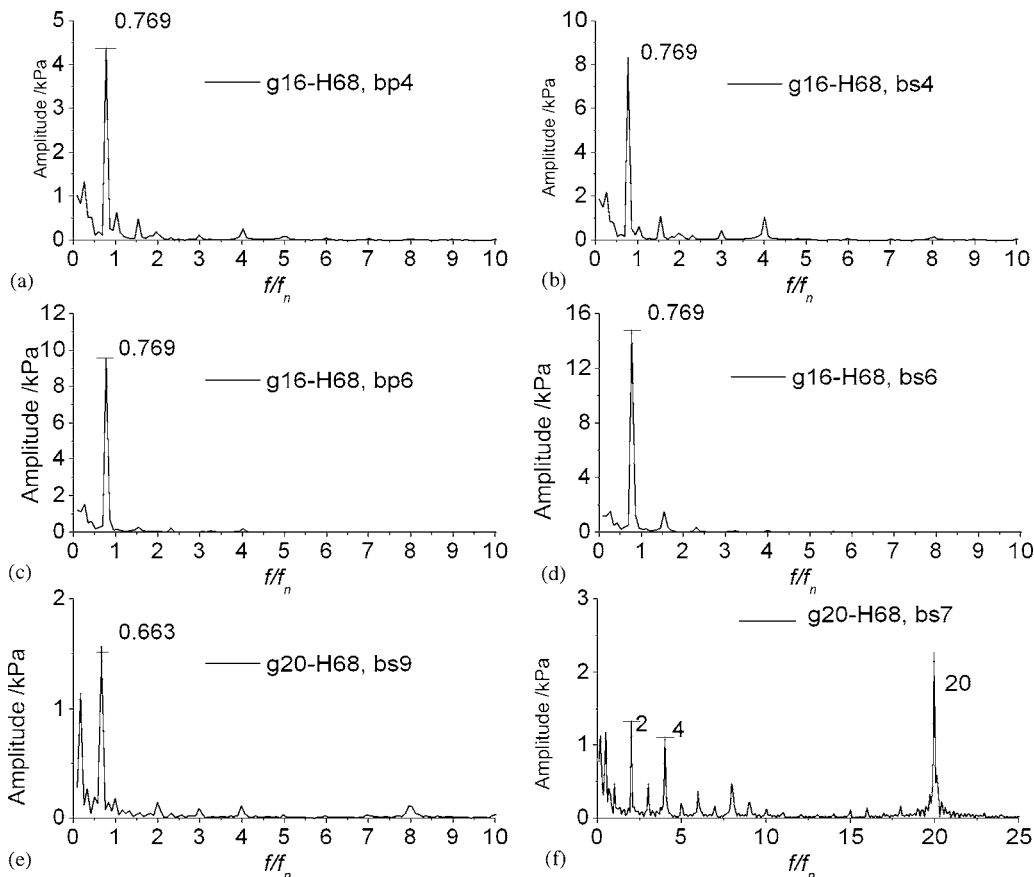 0.769
g16-H68, bp4
Amplitude /kPa
5
4
3
2
1
0
0 1 2 3 4 5 6 7 8 9 10
f/fn
(a)
0.769
g16-H68, bs4
Amplitude /kPa
10
8
6
4
2
0
0 1 2 3 4 5 6 7 8 9 10
f/fn
(b)
0.769
g16-H68, bp6
Amplitude /kPa
12
10
8
6
4
2
0
0 1 2 3 4 5 6 7 8 9 10
f/fn
(c)
0.769
g16-H68, bs6
Amplitude /kPa
16
12
8
4
0
0 1 2 3 4 5 6 7 8 9 10
f/fn
(d)
0.663
g20-H68, bs9
Amplitude /kPa
2
1
0
0 1 2 3 4 5 6 7 8 9 10
f/fn
(e)
g20-H68, bs7
Amplitude /kPa
3
2
1
0
2
4
20
0 5 10 15 20 25
f/fn
(f)